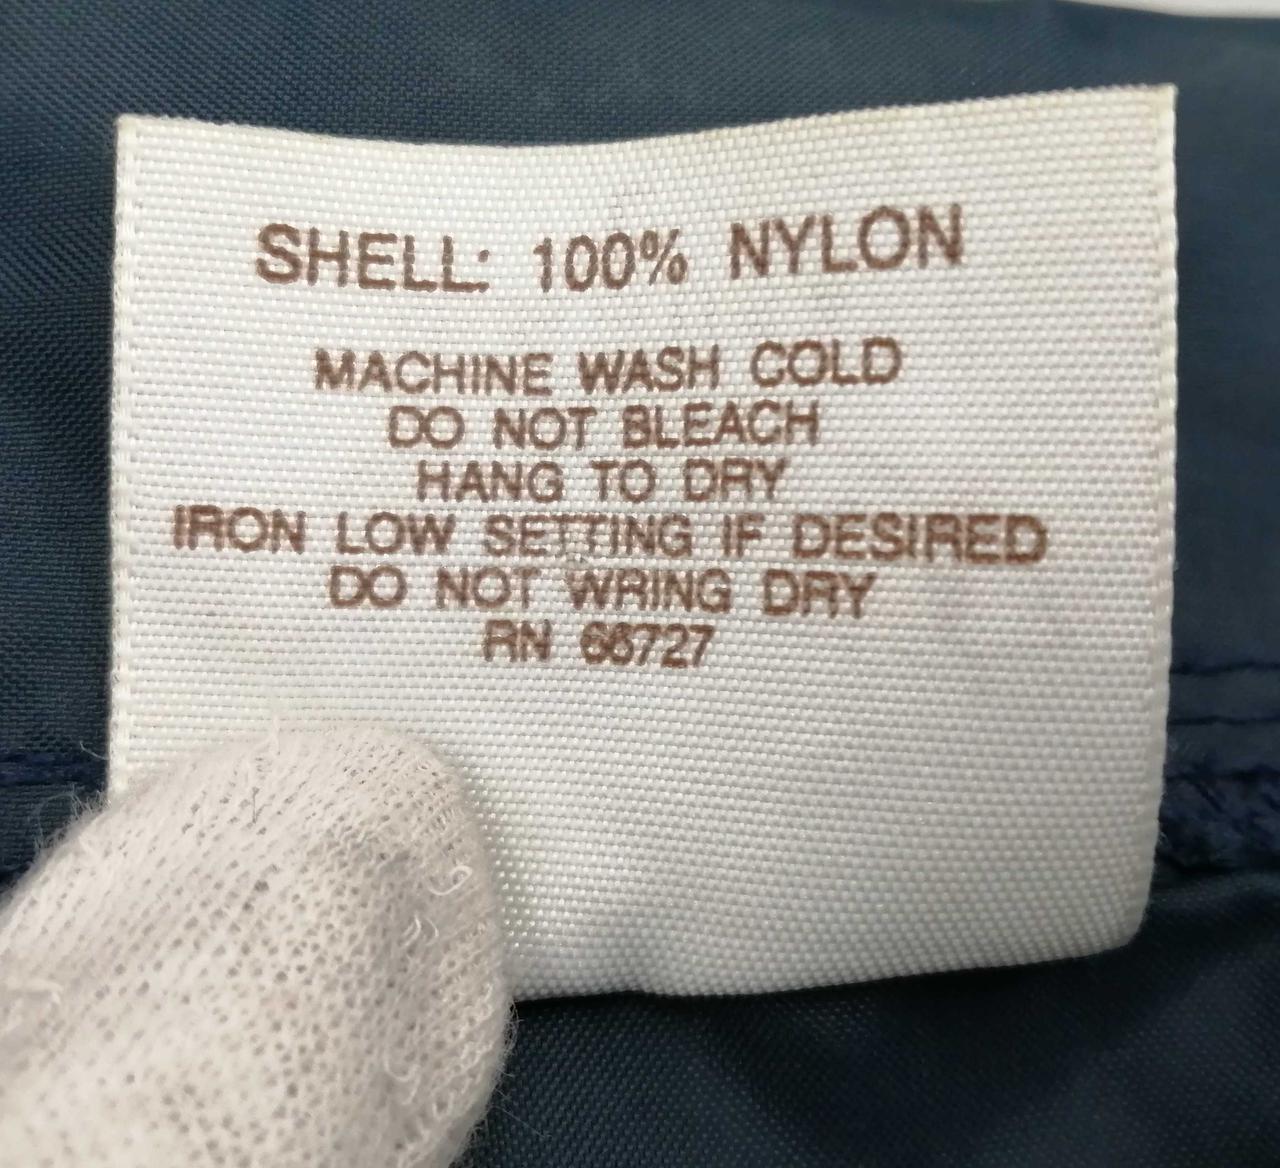 SHELL: 100% NYLON
MACHINE WASH COLD
DO NOT BLEACH
HANG TO DRY
IRON LOW SETTING IF DESIRED
DO NOT WRING DRY
RN 66727